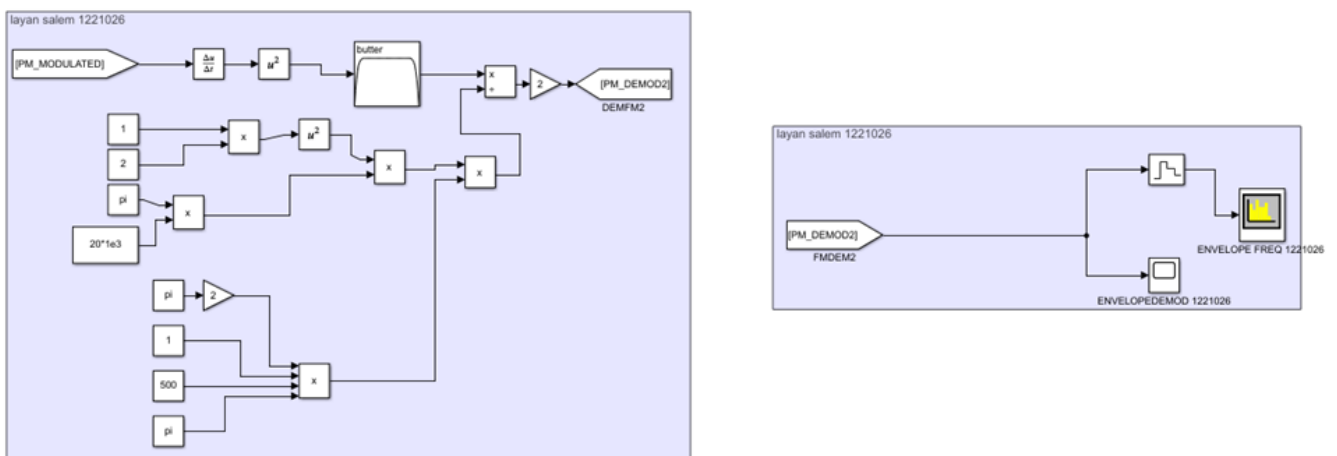 layan salem 1221026
[PM_MODULATED]
Δu
Δt
u²
butter
x
÷
2
[PM_DEMOD2]
DEMFM2
1
2
x
u²
x
x
pi
20*1e3
x
pi
2
1
500
pi
x
layan salem 1221026
[PM_DEMOD2]
FMDEM2
ENVELOPE FREQ 1221026
ENVELOPEDEMOD 1221026